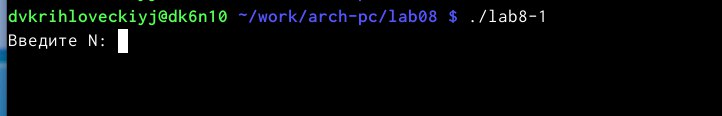 dvkrihloveckiyj@dk6n10 ~/work/arch-pc/lab08 $ ./lab8-1
Введите N: